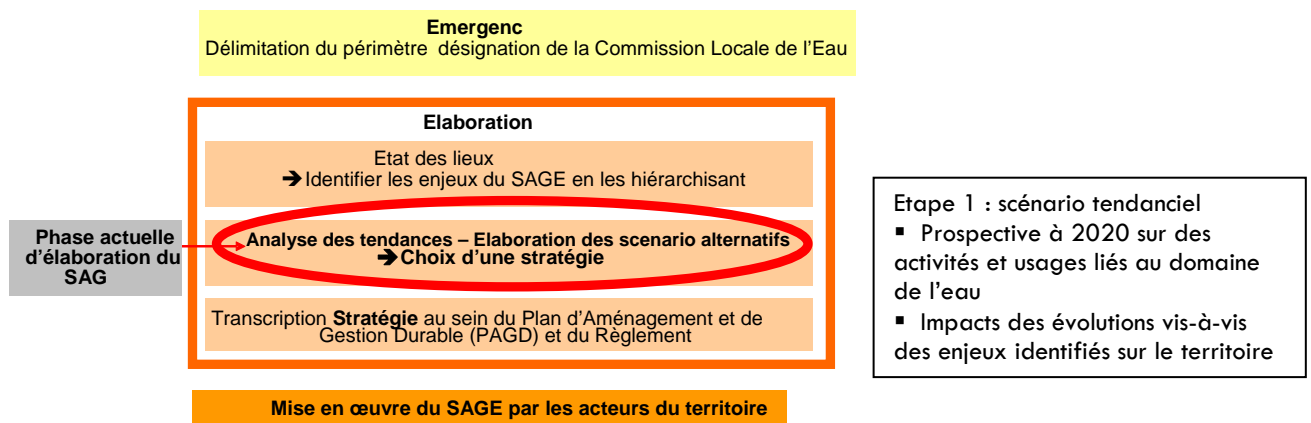 Emergenc
Délimitation du périmètre désignation de la Commission Locale de l'Eau
Elaboration
Etat des lieux
➔ Identifier les enjeux du SAGE en les hiérarchisant
Phase actuelle
d'élaboration du
SAG
Analyse des tendances – Elaboration des scenario alternatifs
➔ Choix d'une stratégie
Transcription Stratégie au sein du Plan d'Aménagement et de
Gestion Durable (PAGD) et du Règlement
Mise en œuvre du SAGE par les acteurs du territoire
Etape 1 : scénario tendanciel
▪ Prospective à 2020 sur des
activités et usages liés au domaine
de l'eau
▪ Impacts des évolutions vis-à-vis
des enjeux identifiés sur le territoire